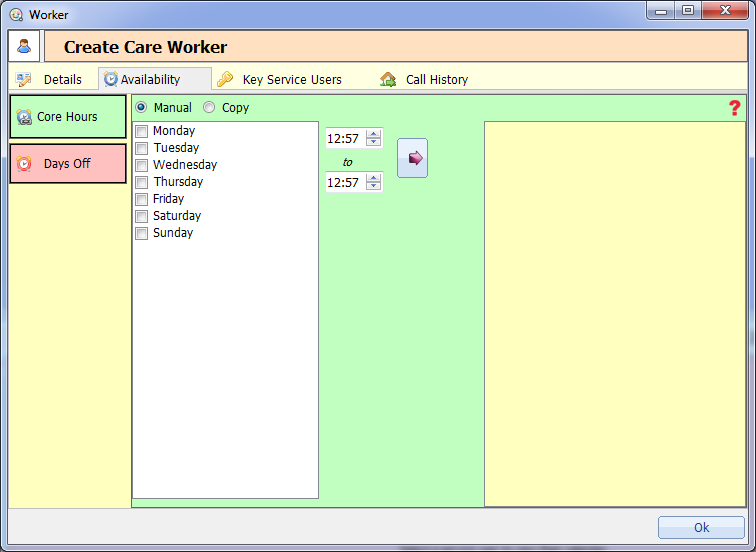 Worker
Create Care Worker
Details Availability Key Service Users Call History
Core Hours
Days Off
Manual Copy ?
Monday
Tuesday
Wednesday
Thursday
Friday
Saturday
Sunday
12:57
to
12:57
Ok